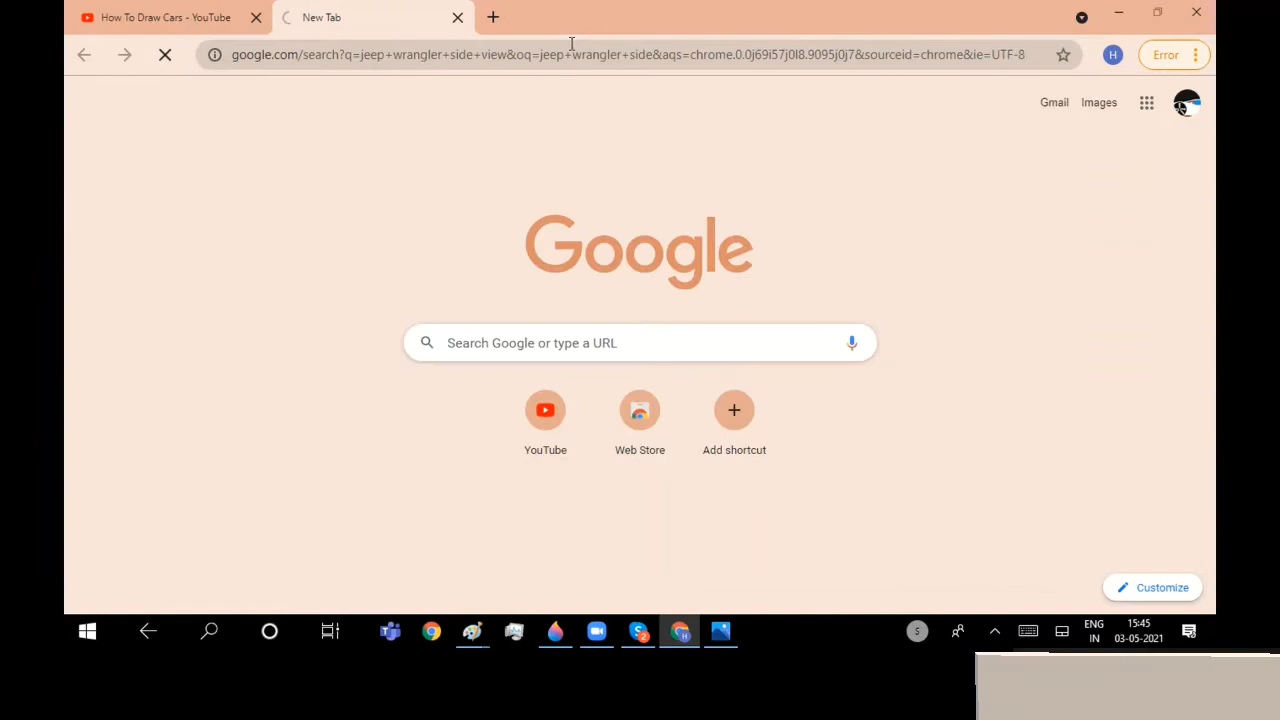 How To Draw Cars - YouTube
New Tab
google.com/search?q=jeep+wrangler+side+view&oq=jeep+wrangler+side&aqs=chrome.0.0j69i57j0l8.9095j0j7&sourceid=chrome&ie=UTF-8
H
Error
Gmail
Images
Google
Search Google or type a URL
YouTube
Web Store
Add shortcut
Customize
S
ENG
IN
15:45
03-05-2021